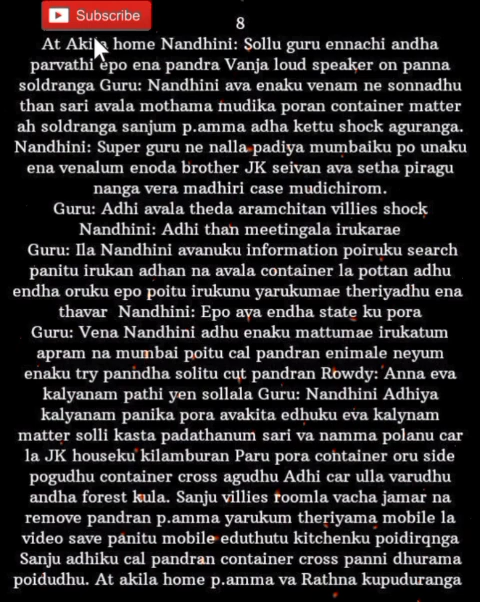 Subscribe
8
At Akila home Nandhini: Sollu guru ennachi andha
parvathi epo ena pandra Vanja loud speaker on panna
soldranga Guru: Nandhini ava enaku venam ne sonnadhu
than sari avala mothama mudika poran container matter
ah soldranga sanjum p.amma adha kettu shock aguranga.
Nandhini: Super guru ne nalla padiya mumbaiku po unaku
ena venalum enoda brother JK seivan ava setha piragu
nanga vera madhiri case mudichirom.
Guru: Adhi avala theda aramchitan villies shock
Nandhini: Adhi than meetingala irukarae
Guru: Ila Nandhini avanuku information poiruku search
panitu irukan adhan na avala container la pottan adhu
endha oruku epo poitu irukunu yarukumae theriyadhu ena
thavar Nandhini: Epo ava endha state ku pora
Guru: Vena Nandhini adhu enaku mattumae irukatum
apram na mumbai poitu cal pandran enimale neyum
enaku try panndha solitu cut pandran Rowdy: Anna eva
kalyanam pathi yen sollala Guru: Nandhini Adhiya
kalyanam panika pora avakita edhuku eva kalynam
matter solli kasta padathanum sari va namma polanu car
la JK houseku kilamburan Paru pora container oru side
pogudhu container cross agudhu Adhi car ulla varudhu
andha forest kula. Sanju villies roomla vacha jamar na
remove pandran p.amma yarukum theriyama mobile la
video save panitu mobile eduthutu kitchenku poidirqnga
Sanju adhiku cal pandran container cross panni dhurama
poidudhu. At akila home p.amma va Rathna kupuduranga